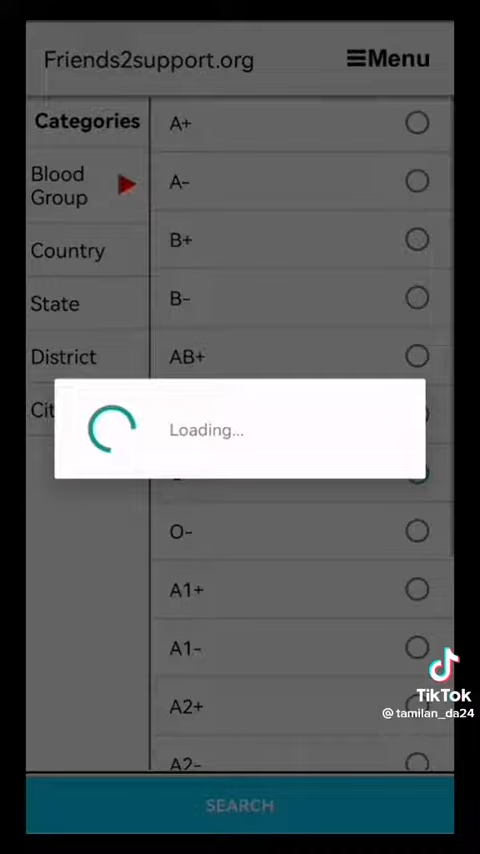 Friends2support.org
☰Menu
Categories
A+
Blood
Group
A-
Country
B+
State
B-
District
AB+
Loading...
O-
A1+
A1-
A2+
A2-
SEARCH
TikTok
@tamilan_da24